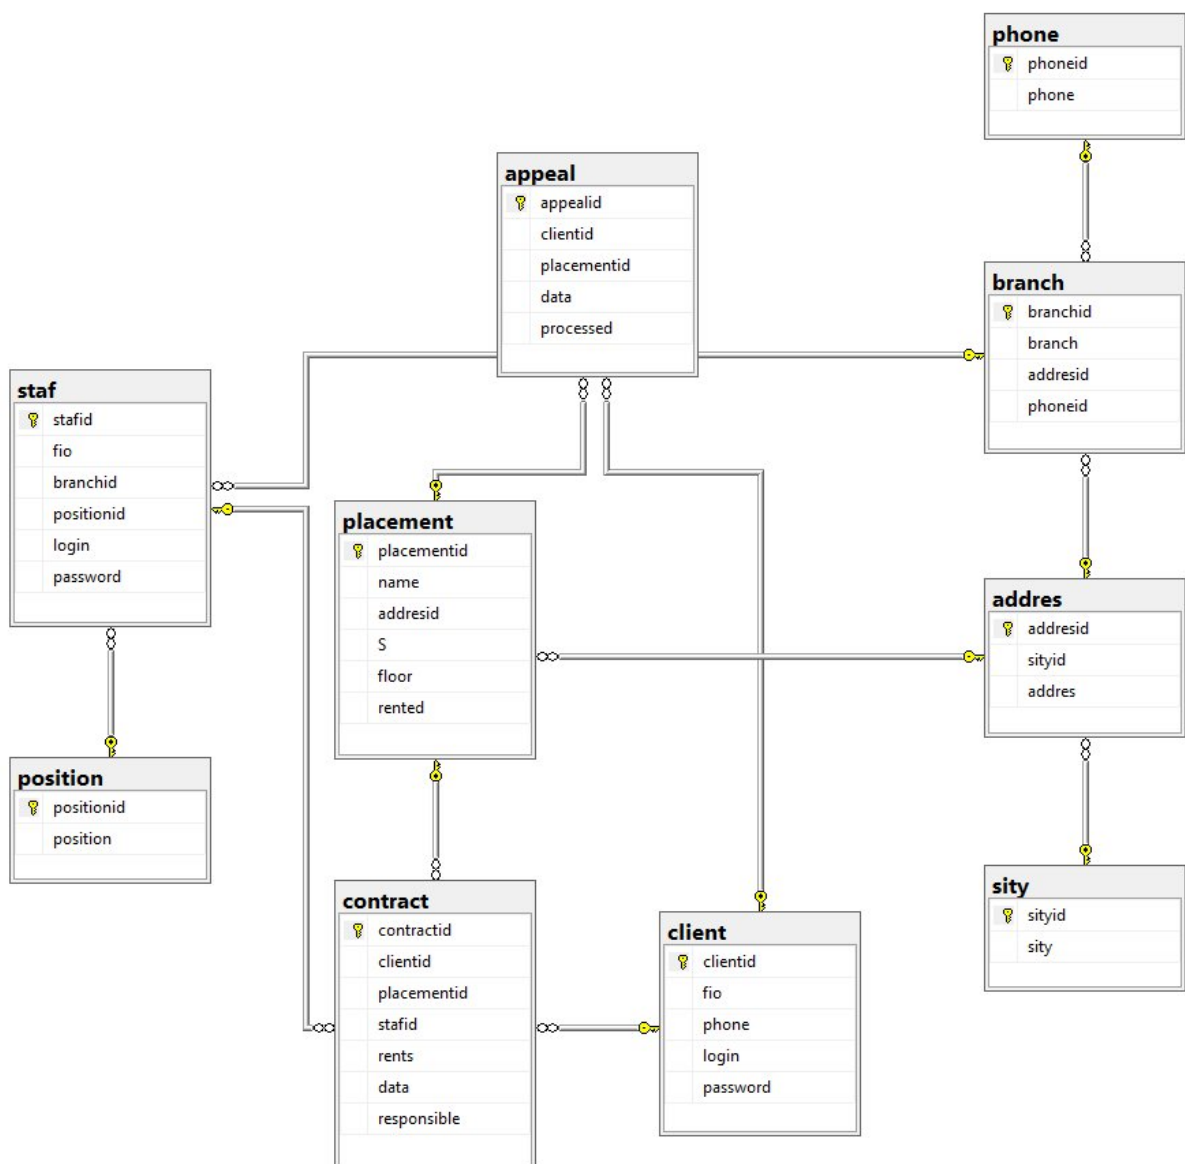 phone
phoneid
phone
appeal
appealid
clientid
placementid
data
processed
branch
branchid
branch
addresid
phoneid
staf
stafid
fio
branchid
positionid
login
password
placement
placementid
name
addresid
S
floor
rented
addres
addresid
sityid
addres
position
positionid
position
contract
contractid
clientid
placementid
stafid
rents
data
responsible
client
clientid
fio
phone
login
password
sity
sityid
sity